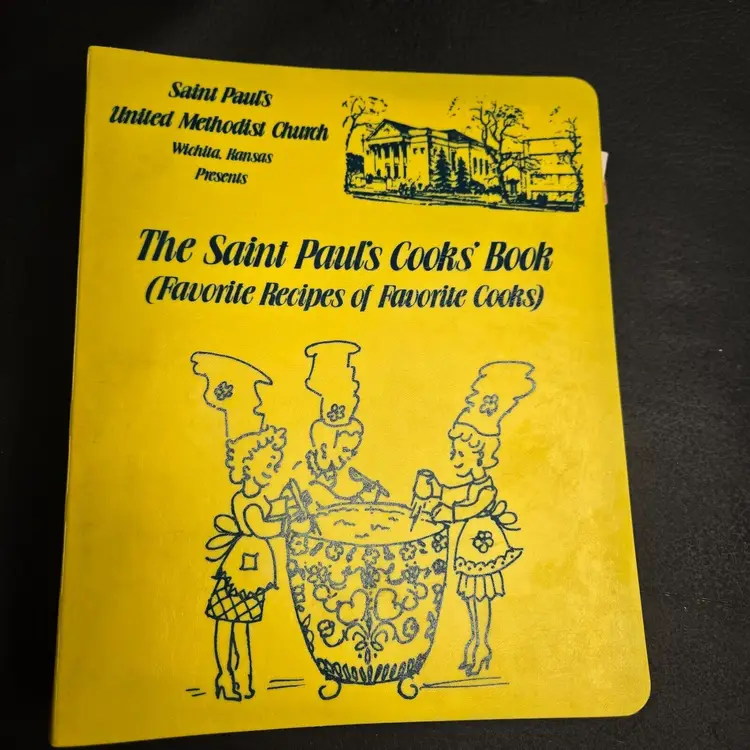 Saint Paul's
United Methodist Church
Wichita, Kansas
Presents
The Saint Paul's Cooks' Book
(Favorite Recipes of Favorite Cooks)